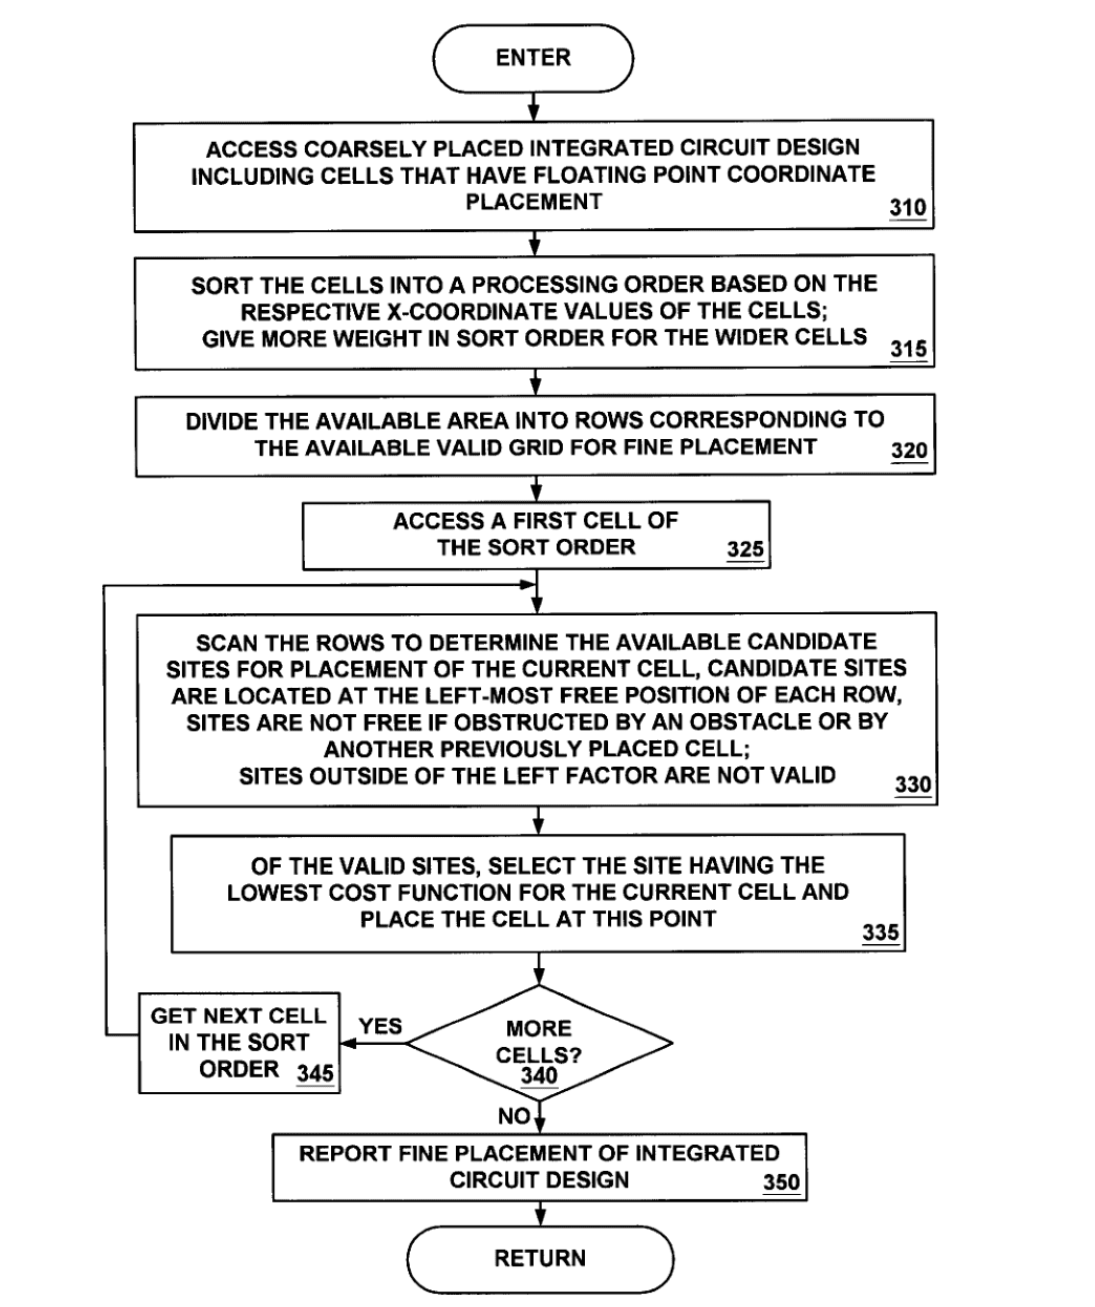 ENTER
ACCESS COARSELY PLACED INTEGRATED CIRCUIT DESIGN
INCLUDING CELLS THAT HAVE FLOATING POINT COORDINATE
PLACEMENT
310
SORT THE CELLS INTO A PROCESSING ORDER BASED ON THE
RESPECTIVE X-COORDINATE VALUES OF THE CELLS;
GIVE MORE WEIGHT IN SORT ORDER FOR THE WIDER CELLS
315
DIVIDE THE AVAILABLE AREA INTO ROWS CORRESPONDING TO
THE AVAILABLE VALID GRID FOR FINE PLACEMENT
320
ACCESS A FIRST CELL OF
THE SORT ORDER
325
SCAN THE ROWS TO DETERMINE THE AVAILABLE CANDIDATE
SITES FOR PLACEMENT OF THE CURRENT CELL, CANDIDATE SITES
ARE LOCATED AT THE LEFT-MOST FREE POSITION OF EACH ROW,
SITES ARE NOT FREE IF OBSTRUCTED BY AN OBSTACLE OR BY
ANOTHER PREVIOUSLY PLACED CELL;
SITES OUTSIDE OF THE LEFT FACTOR ARE NOT VALID
330
OF THE VALID SITES, SELECT THE SITE HAVING THE
LOWEST COST FUNCTION FOR THE CURRENT CELL AND
PLACE THE CELL AT THIS POINT
335
MORE
CELLS?
340
YES
GET NEXT CELL
IN THE SORT
ORDER
345
NO
REPORT FINE PLACEMENT OF INTEGRATED
CIRCUIT DESIGN
350
RETURN